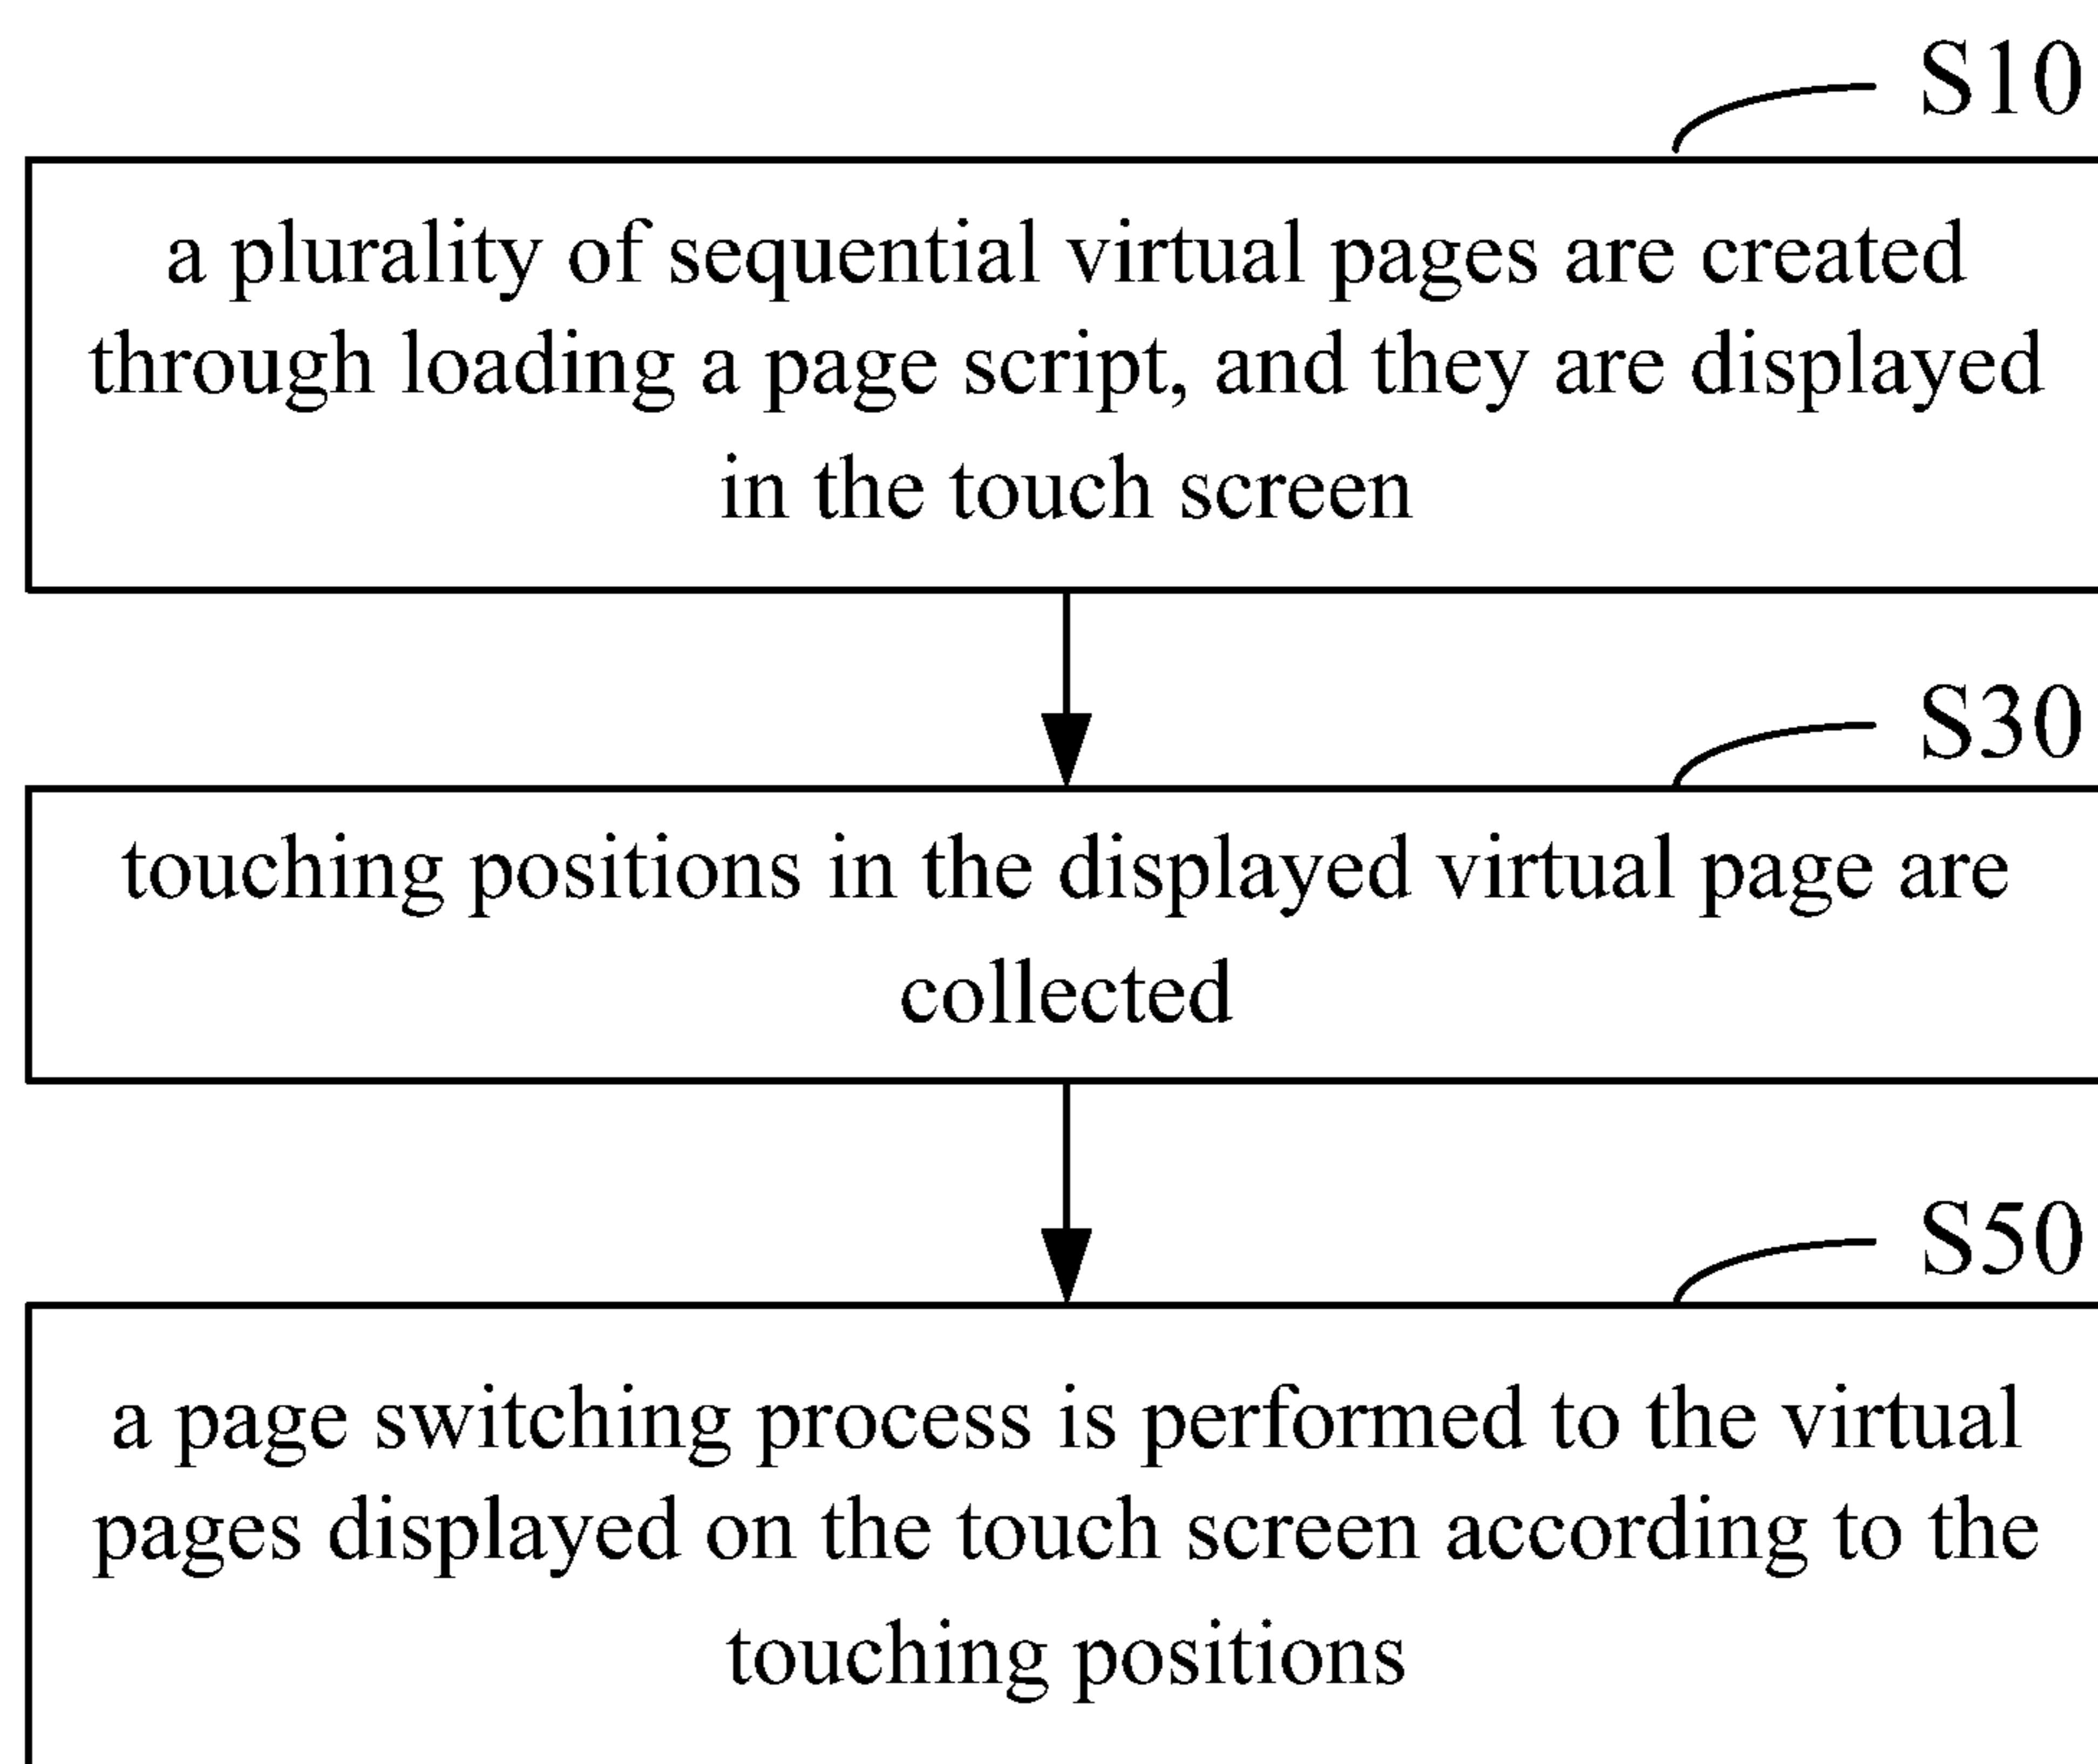 S10
a plurality of sequential virtual pages are created
through loading a page script, and they are displayed
in the touch screen
S30
touching positions in the displayed virtual page are
collected
S50
a page switching process is performed to the virtual
pages displayed on the touch screen according to the
touching positions